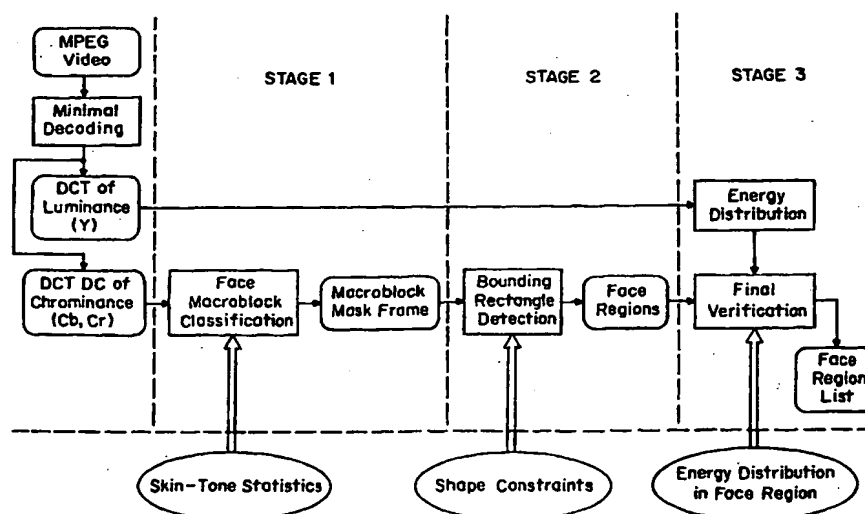 MPEG
Video
STAGE 1
STAGE 2
STAGE 3
Minimal
Decoding
DCT of
Luminance
(Y)
Energy
Distribution
DCT DC of
Chrominance
(Cb, Cr)
Face
Macroblock
Classification
Macroblock
Mask Frame
Bounding
Rectangle
Detection
Face
Regions
Final
Verification
Face
Region
List
Skin-Tone Statistics
Shape Constraints
Energy Distribution
in Face Region